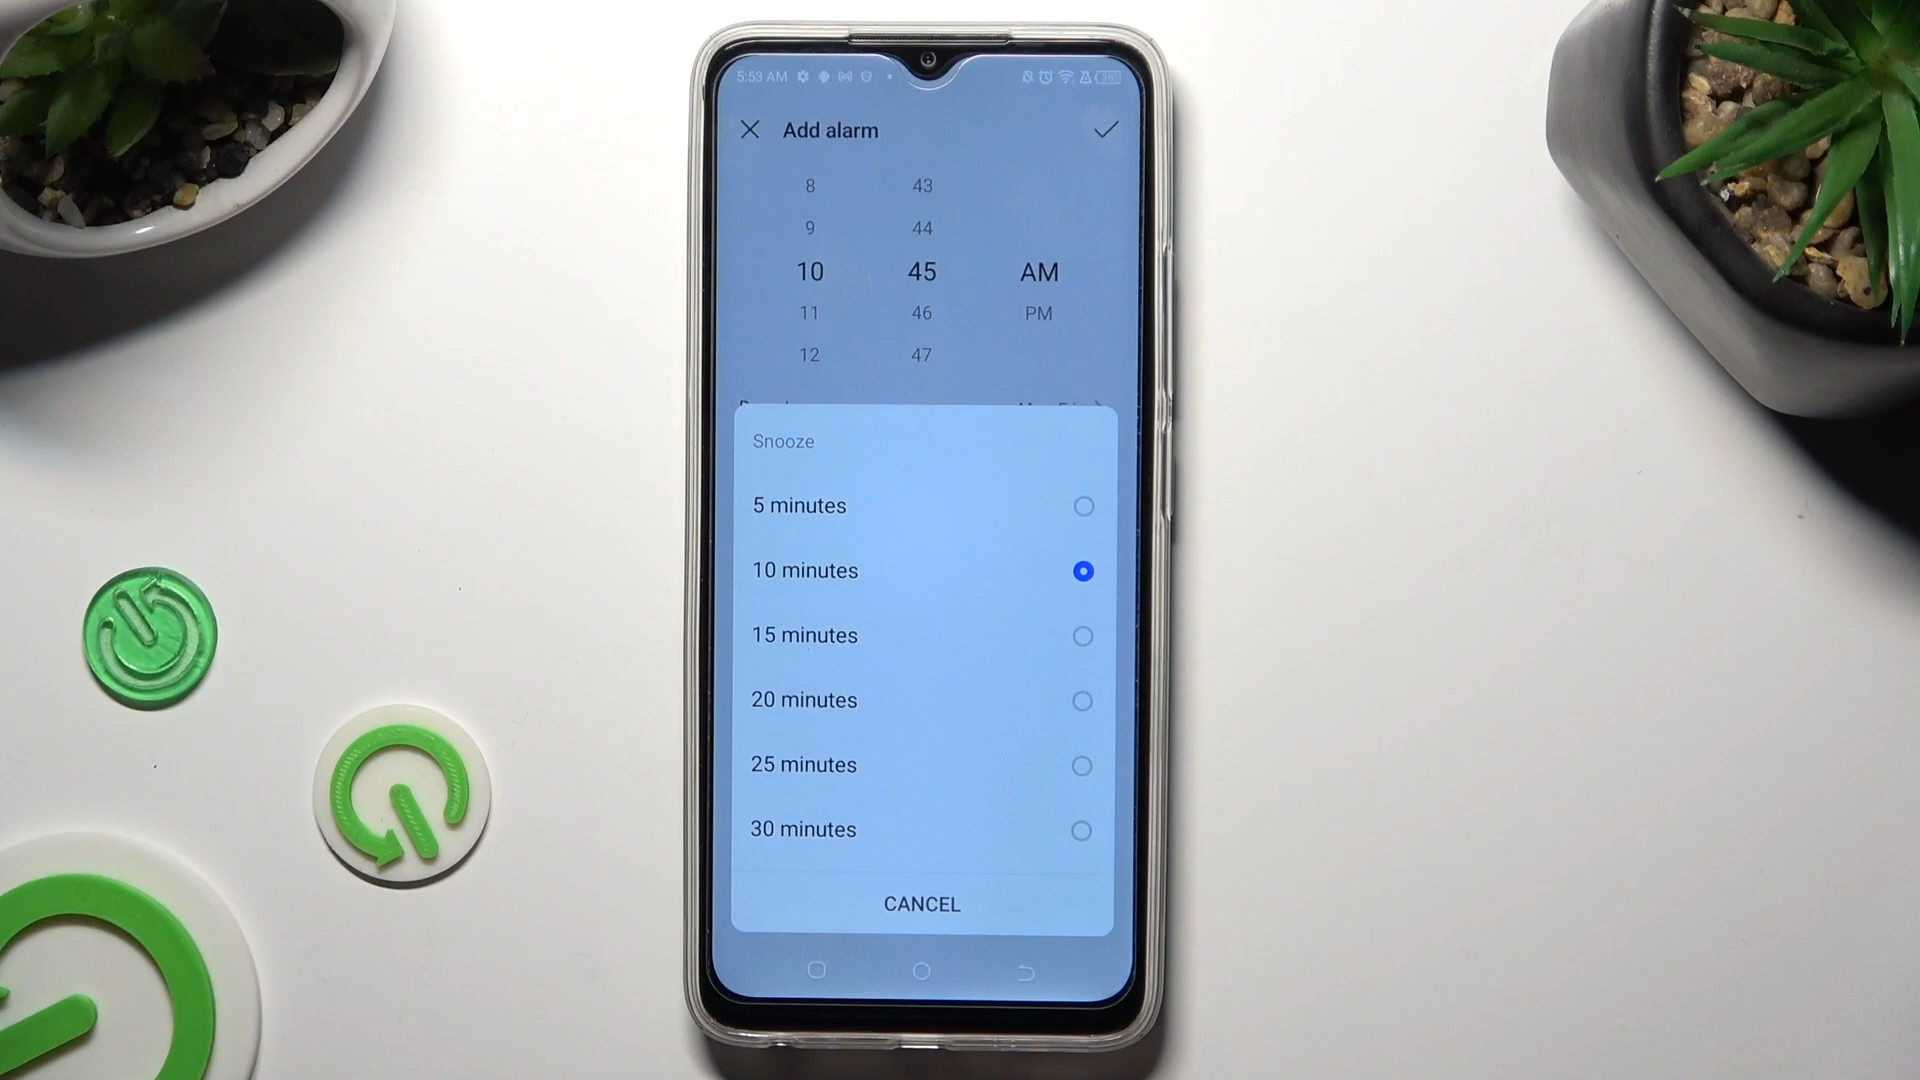 5:53 AM 36
Add alarm
8 43
9 44
10 45 AM
11 46 PM
12 47
Snooze
5 minutes
10 minutes
15 minutes
20 minutes
25 minutes
30 minutes
CANCEL